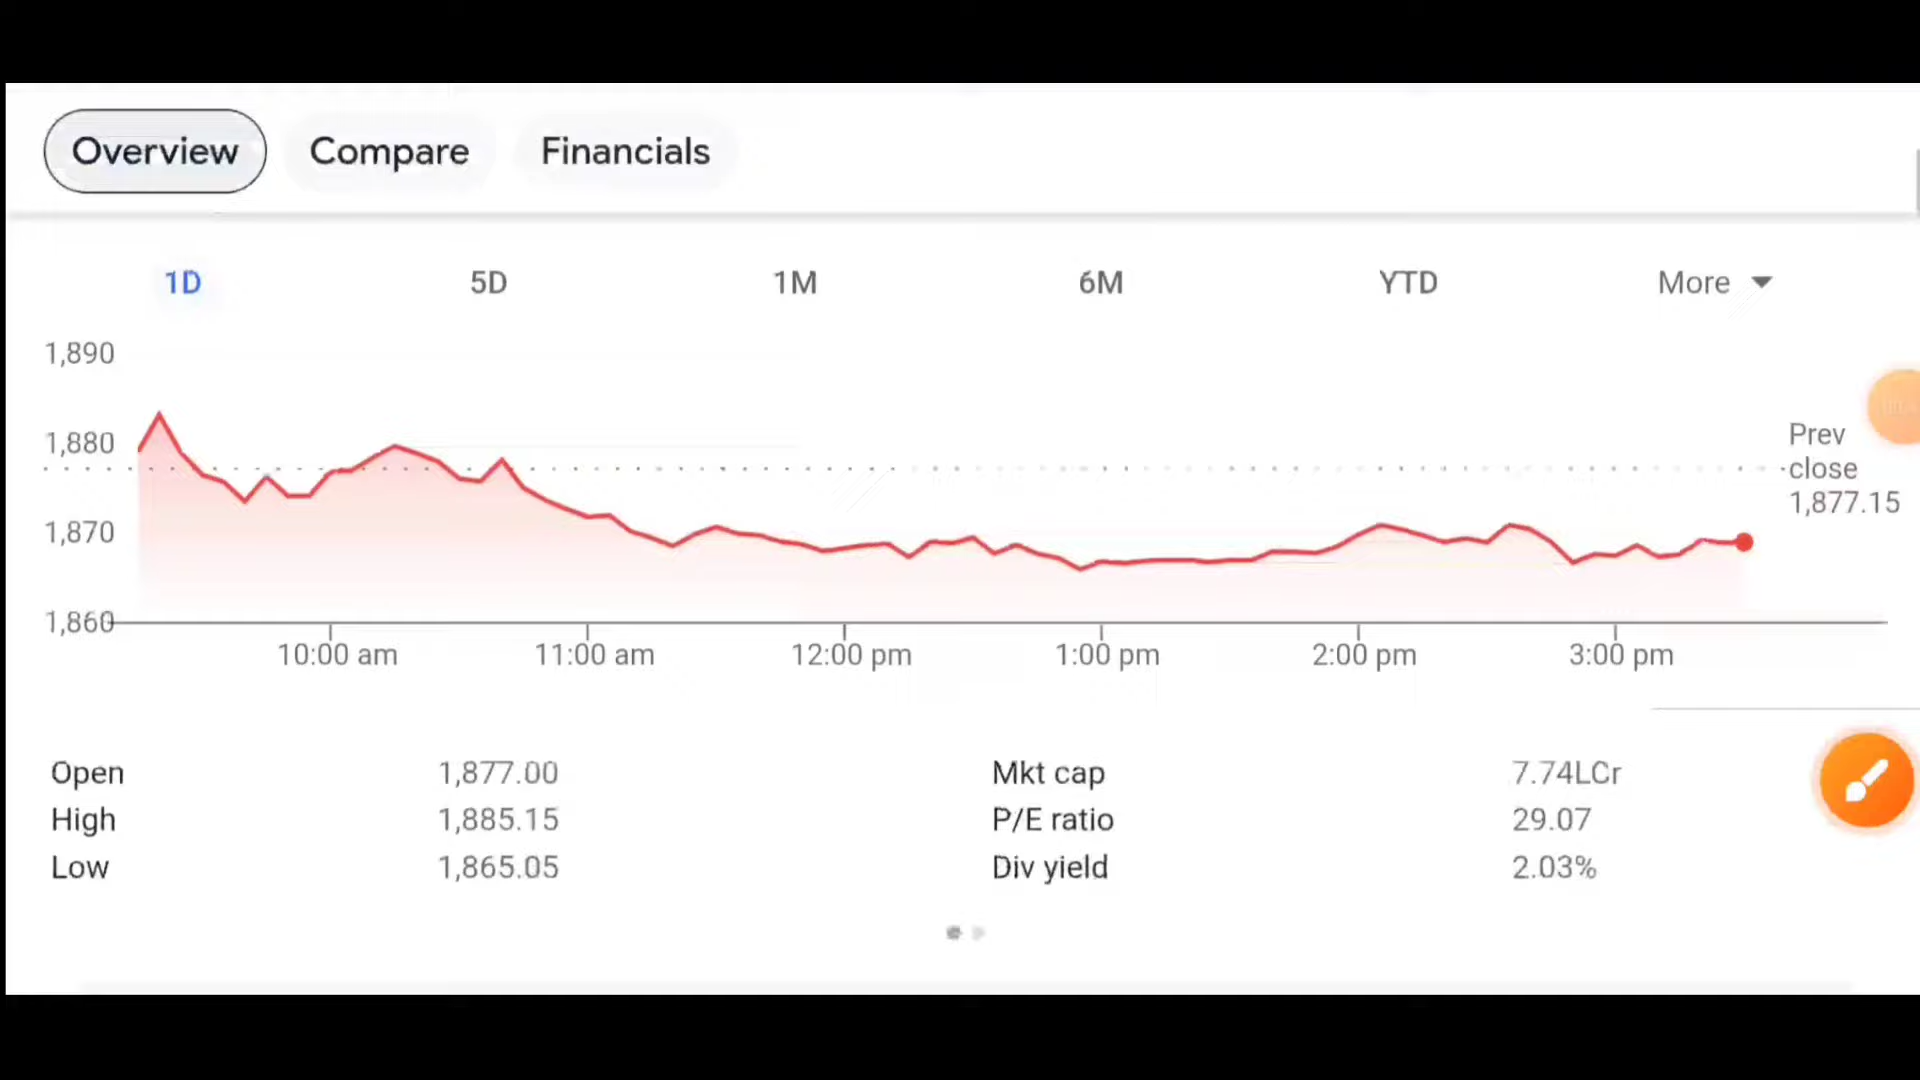 Overview Compare Financials
1D 5D 1M 6M YTD More
1,890
1,880
1,870
1,860
Prev
close
1,877.15
10:00 am 11:00 am 12:00 pm 1:00 pm 2:00 pm 3:00 pm
Open 1,877.00 Mkt cap 7.74LCr
High 1,885.15 P/E ratio 29.07
Low 1,865.05 Div yield 2.03%